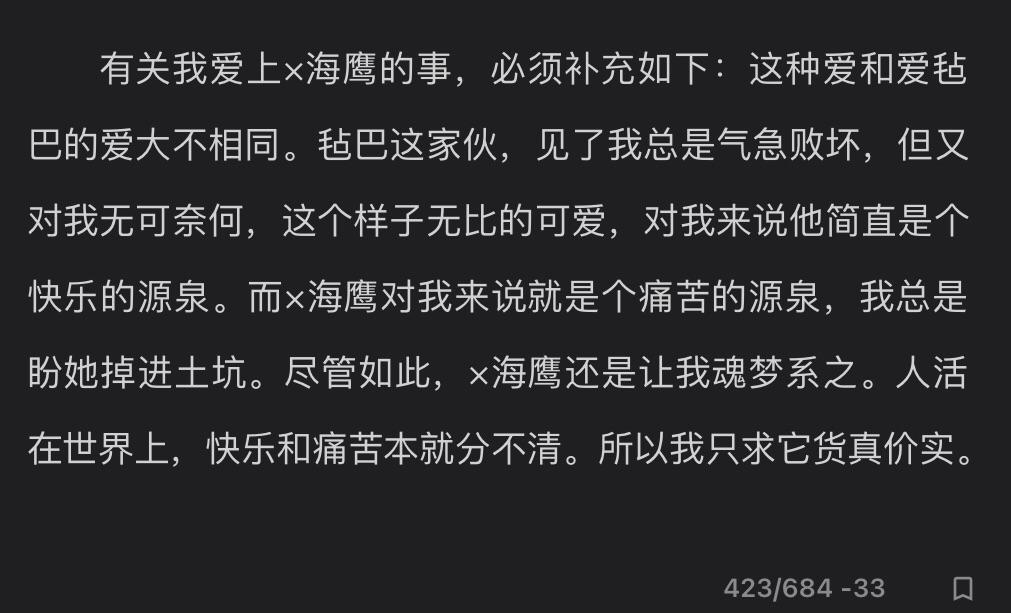 有关我爱上×海鹰的事，必须补充如下：这种爱和爱毡
巴的爱大不相同。毡巴这家伙，见了我总是气急败坏，但又
对我无可奈何，这个样子无比的可爱，对我来说他简直是个
快乐的源泉。而×海鹰对我来说就是个痛苦的源泉，我总是
盼她掉进土坑。尽管如此，×海鹰还是让我魂梦系之。人活
在世界上，快乐和痛苦本就分不清。所以我只求它货真价实。
423/684 -33